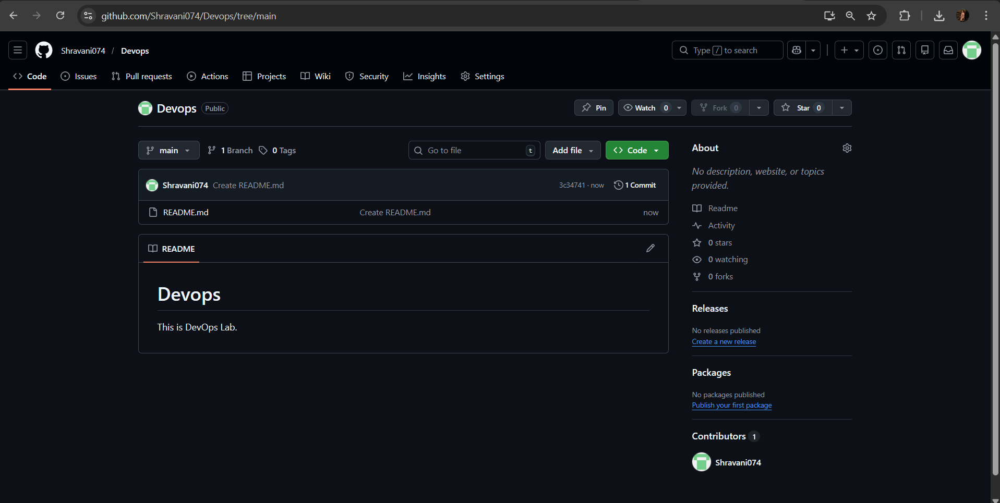 github.com/Shravani074/Devops/tree/main
Shravani074 / Devops
Type / to search
Code Issues Pull requests Actions Projects Wiki Security Insights Settings
Devops Public
Pin Watch 0 Fork 0 Star 0
main 1 Branch 0 Tags
Go to file t Add file Code
Shravani074 Create README.md 3c34741 · now 1 Commit
README.md Create README.md now
README
Devops
This is DevOps Lab.
About
No description, website, or topics
provided.
Readme
Activity
0 stars
0 watching
0 forks
Releases
No releases published
Create a new release
Packages
No packages published
Publish your first package
Contributors 1
Shravani074